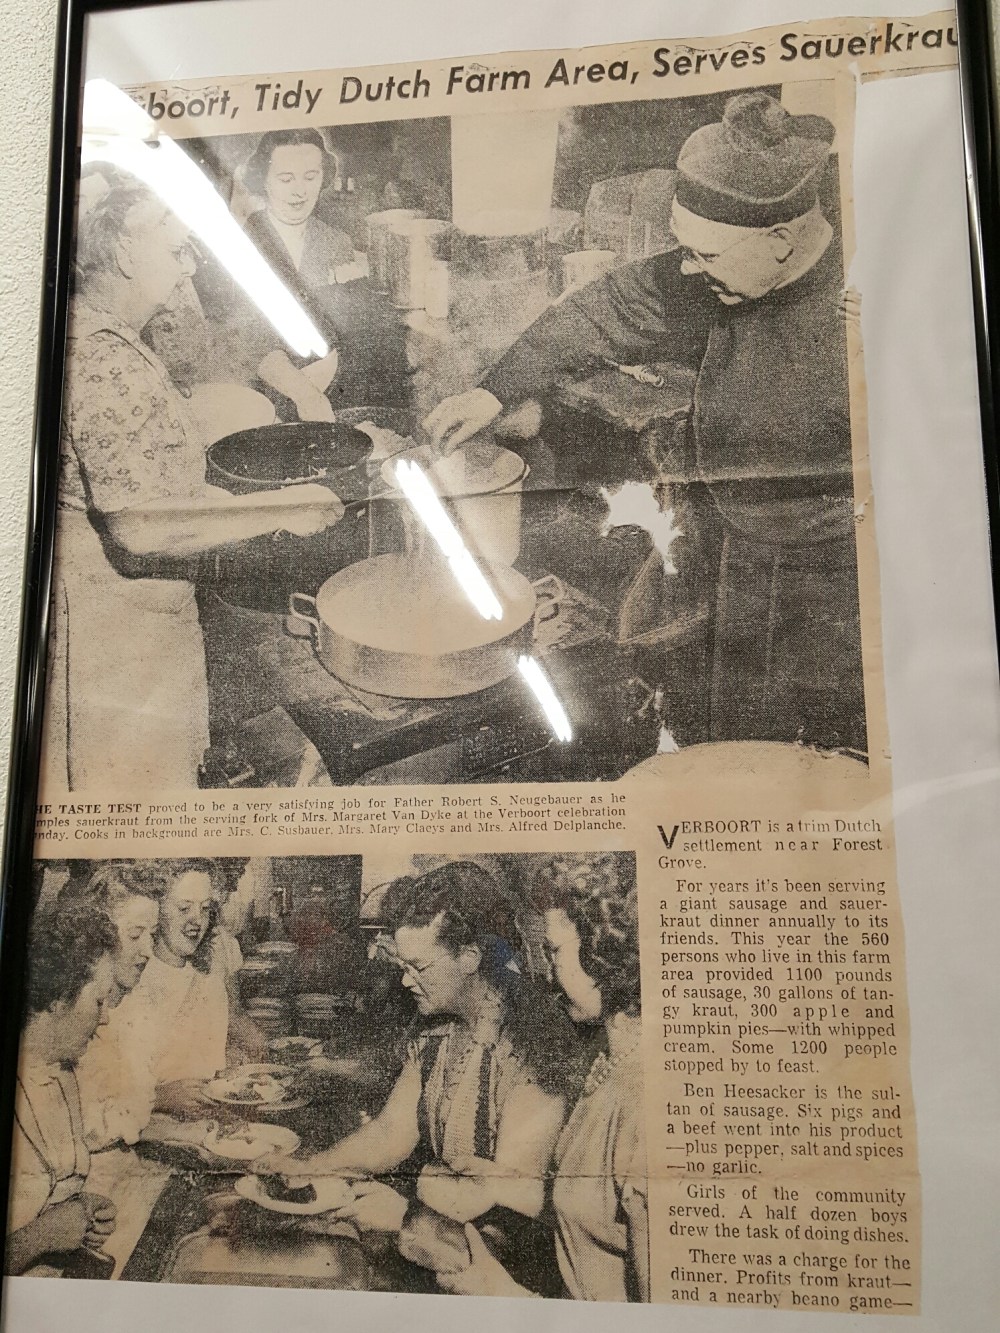 boort, Tidy Dutch Farm Area, Serves Sauerkrau
HE TASTE TEST proved to be a very satisfying job for Father Robert S. Neugebauer as he
mples sauerkraut from the serving fork of Mrs. Margaret Van Dyke at the Verboort celebration
nday. Cooks in background are Mrs. C. Susbauer, Mrs. Mary Claeys and Mrs. Alfred Delplanche.
VERBOORT is a trim Dutch
settlement near Forest
Grove.
For years it's been serving
a giant sausage and sauer-
kraut dinner annually to its
friends. This year the 560
persons who live in this farm
area provided 1100 pounds
of sausage, 30 gallons of tan-
gy kraut, 300 apple and
pumpkin pies—with whipped
cream. Some 1200 people
stopped by to feast.
Ben Heesacker is the sul-
tan of sausage. Six pigs and
a beef went into his product
—plus pepper, salt and spices
—no garlic.
Girls of the community
served. A half dozen boys
drew the task of doing dishes.
There was a charge for the
dinner. Profits from kraut—
and a nearby beano game—